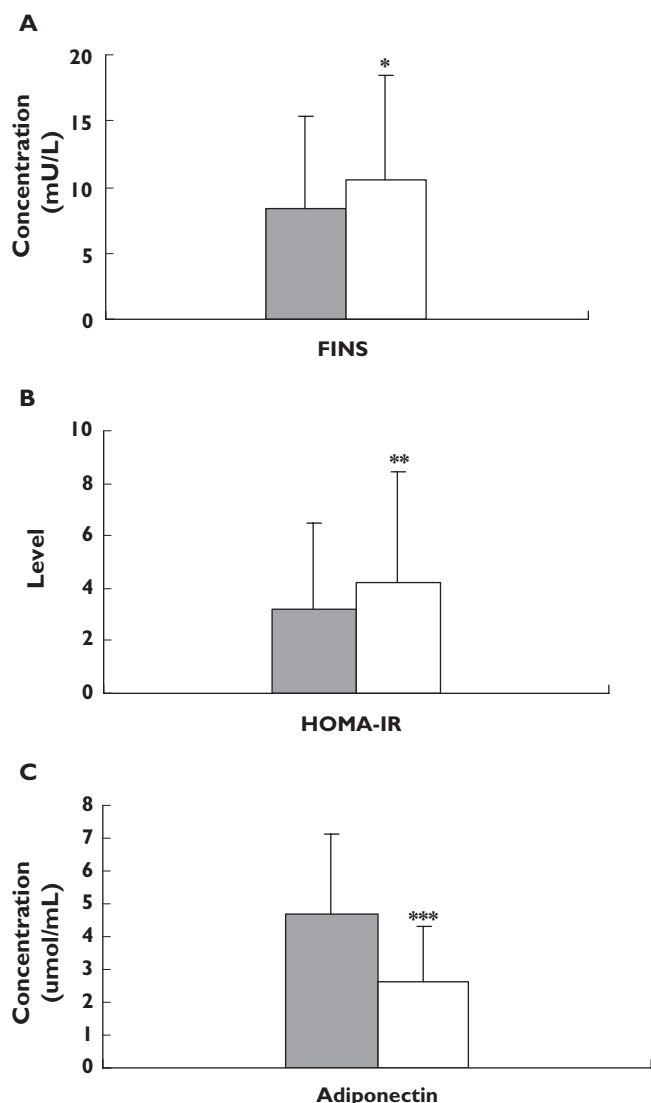 A
Concentration
(mU/L)
20
15
10
5
0
*
FINS
B
Level
10
8
6
4
2
0
**
HOMA-IR
C
Concentration
(umol/mL)
8
7
6
5
4
3
2
1
0
***
Adiponectin